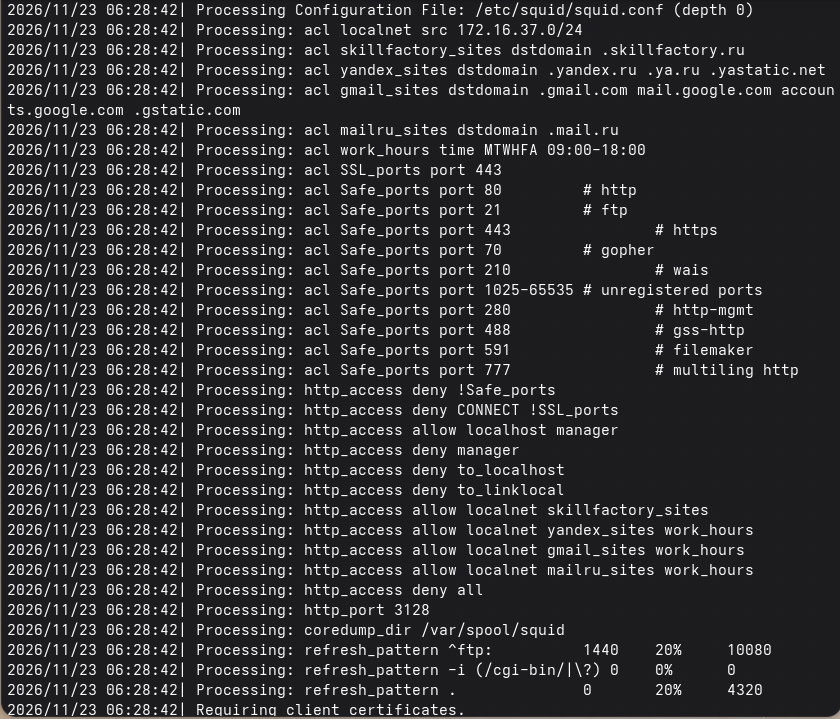 2026/11/23 06:28:42| Processing Configuration File: /etc/squid/squid.conf (depth 0)
2026/11/23 06:28:42| Processing: acl localnet src 172.16.37.0/24
2026/11/23 06:28:42| Processing: acl skillfactory_sites dstdomain .skillfactory.ru
2026/11/23 06:28:42| Processing: acl yandex_sites dstdomain .yandex.ru .ya.ru .yastatic.net
2026/11/23 06:28:42| Processing: acl gmail_sites dstdomain .gmail.com mail.google.com accoun
ts.google.com .gstatic.com
2026/11/23 06:28:42| Processing: acl mailru_sites dstdomain .mail.ru
2026/11/23 06:28:42| Processing: acl work_hours time MTWHFA 09:00-18:00
2026/11/23 06:28:42| Processing: acl SSL_ports port 443
2026/11/23 06:28:42| Processing: acl Safe_ports port 80         # http
2026/11/23 06:28:42| Processing: acl Safe_ports port 21         # ftp
2026/11/23 06:28:42| Processing: acl Safe_ports port 443                # https
2026/11/23 06:28:42| Processing: acl Safe_ports port 70         # gopher
2026/11/23 06:28:42| Processing: acl Safe_ports port 210                # wais
2026/11/23 06:28:42| Processing: acl Safe_ports port 1025-65535 # unregistered ports
2026/11/23 06:28:42| Processing: acl Safe_ports port 280                # http-mgmt
2026/11/23 06:28:42| Processing: acl Safe_ports port 488                # gss-http
2026/11/23 06:28:42| Processing: acl Safe_ports port 591                # filemaker
2026/11/23 06:28:42| Processing: acl Safe_ports port 777                # multiling http
2026/11/23 06:28:42| Processing: http_access deny !Safe_ports
2026/11/23 06:28:42| Processing: http_access deny CONNECT !SSL_ports
2026/11/23 06:28:42| Processing: http_access allow localhost manager
2026/11/23 06:28:42| Processing: http_access deny manager
2026/11/23 06:28:42| Processing: http_access deny to_localhost
2026/11/23 06:28:42| Processing: http_access deny to_linklocal
2026/11/23 06:28:42| Processing: http_access allow localnet skillfactory_sites
2026/11/23 06:28:42| Processing: http_access allow localnet yandex_sites work_hours
2026/11/23 06:28:42| Processing: http_access allow localnet gmail_sites work_hours
2026/11/23 06:28:42| Processing: http_access allow localnet mailru_sites work_hours
2026/11/23 06:28:42| Processing: http_access deny all
2026/11/23 06:28:42| Processing: http_port 3128
2026/11/23 06:28:42| Processing: coredump_dir /var/spool/squid
2026/11/23 06:28:42| Processing: refresh_pattern ^ftp:          1440    20%     10080
2026/11/23 06:28:42| Processing: refresh_pattern -i (/cgi-bin/|\?) 0    0%      0
2026/11/23 06:28:42| Processing: refresh_pattern .              0       20%     4320
2026/11/23 06:28:42| Requiring client certificates.